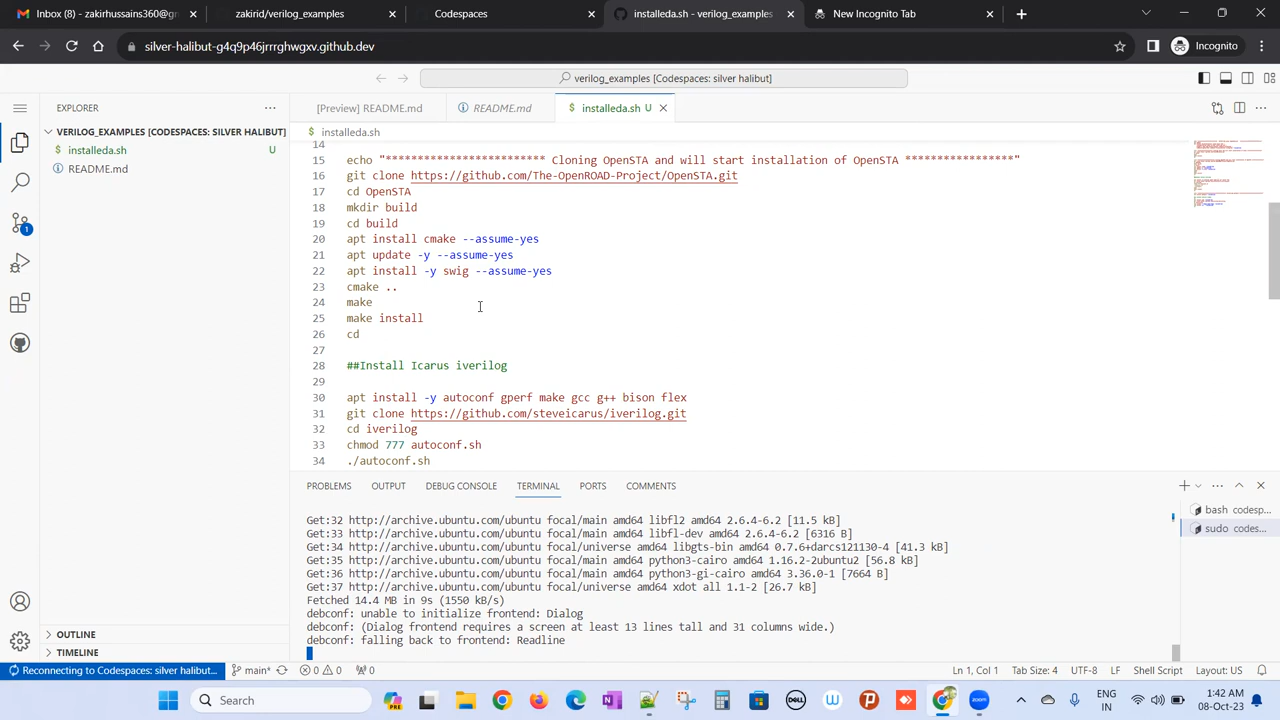 Inbox (8) - zakirhussains360@g
zakirid/verilog_examples
Codespaces
installeda.sh - verilog_examples
New Incognito Tab
silver-halibut-g4q9p46jrrrghwgxv.github.dev
Incognito
verilog_examples [Codespaces: silver halibut]
EXPLORER
[Preview] README.md
README.md
installeda.sh U
VERILOG_EXAMPLES [CODESPACES: SILVER HALIBUT]
installeda.sh
installeda.sh U
README.md
14
15 echo "************************* Cloning OpenSTA and will start installation of OpenSTA *****************"
16 git clone https://github.com/The-OpenROAD-Project/OpenSTA.git
17 cd OpenSTA
18 mkdir build
19 cd build
20 apt install cmake --assume-yes
21 apt update -y --assume-yes
22 apt install -y swig --assume-yes
23 cmake ..
24 make
25 make install
26 cd
27
28 ##Install Icarus iverilog
29
30 apt install -y autoconf gperf make gcc g++ bison flex
31 git clone https://github.com/steveicarus/iverilog.git
32 cd iverilog
33 chmod 777 autoconf.sh
34 ./autoconf.sh
1
PROBLEMS OUTPUT DEBUG CONSOLE TERMINAL PORTS COMMENTS
bash codesp...
sudo codes...
Get:32 http://archive.ubuntu.com/ubuntu focal/main amd64 libfl2 amd64 2.6.4-6.2 [11.5 kB]
Get:33 http://archive.ubuntu.com/ubuntu focal/main amd64 libfl-dev amd64 2.6.4-6.2 [6316 B]
Get:34 http://archive.ubuntu.com/ubuntu focal/universe amd64 libgts-bin amd64 0.7.6+darcs121130-4 [41.3 kB]
Get:35 http://archive.ubuntu.com/ubuntu focal/main amd64 python3-cairo amd64 1.16.2-2ubuntu2 [56.8 kB]
Get:36 http://archive.ubuntu.com/ubuntu focal/main amd64 python3-gi-cairo amd64 3.36.0-1 [7664 B]
Get:37 http://archive.ubuntu.com/ubuntu focal/universe amd64 xdot all 1.1-2 [26.7 kB]
Fetched 14.4 MB in 9s (1550 kB/s)
debconf: unable to initialize frontend: Dialog
debconf: (Dialog frontend requires a screen at least 13 lines tall and 31 columns wide.)
debconf: falling back to frontend: Readline
OUTLINE
TIMELINE
Reconnecting to Codespaces: silver halibut...
main*
0 0
0
Ln 1, Col 1 Tab Size: 4 UTF-8 LF Shell Script Layout: US
Search
DELL
ENG
IN
1:42 AM
08-Oct-23